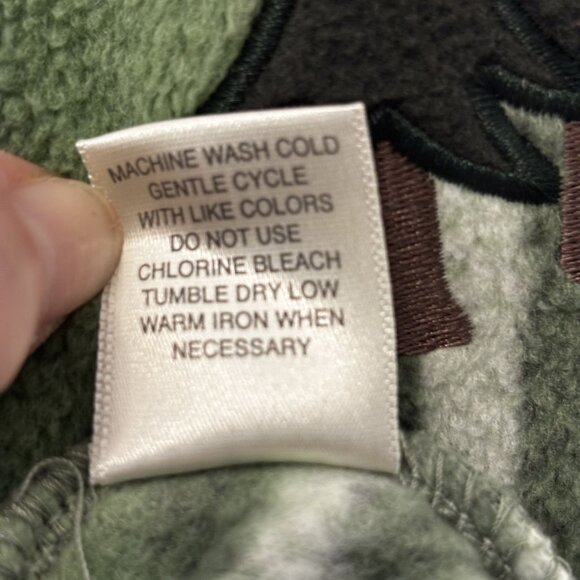 MACHINE WASH COLD
GENTLE CYCLE
WITH LIKE COLORS
DO NOT USE
CHLORINE BLEACH
TUMBLE DRY LOW
WARM IRON WHEN
NECESSARY